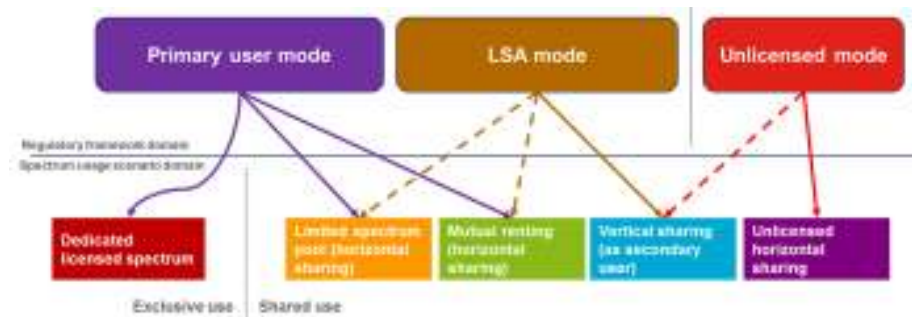 Primary user mode
LSA mode
Unlicensed mode
Regulatory framework domain
Spectrum usage scenario domain
Dedicated
licensed spectrum
Limited spectrum
pool (horizontal
sharing)
Mutual renting
(horizontal
sharing)
Vertical sharing
(as secondary
user)
Unlicensed
horizontal
sharing
Exclusive use
Shared use